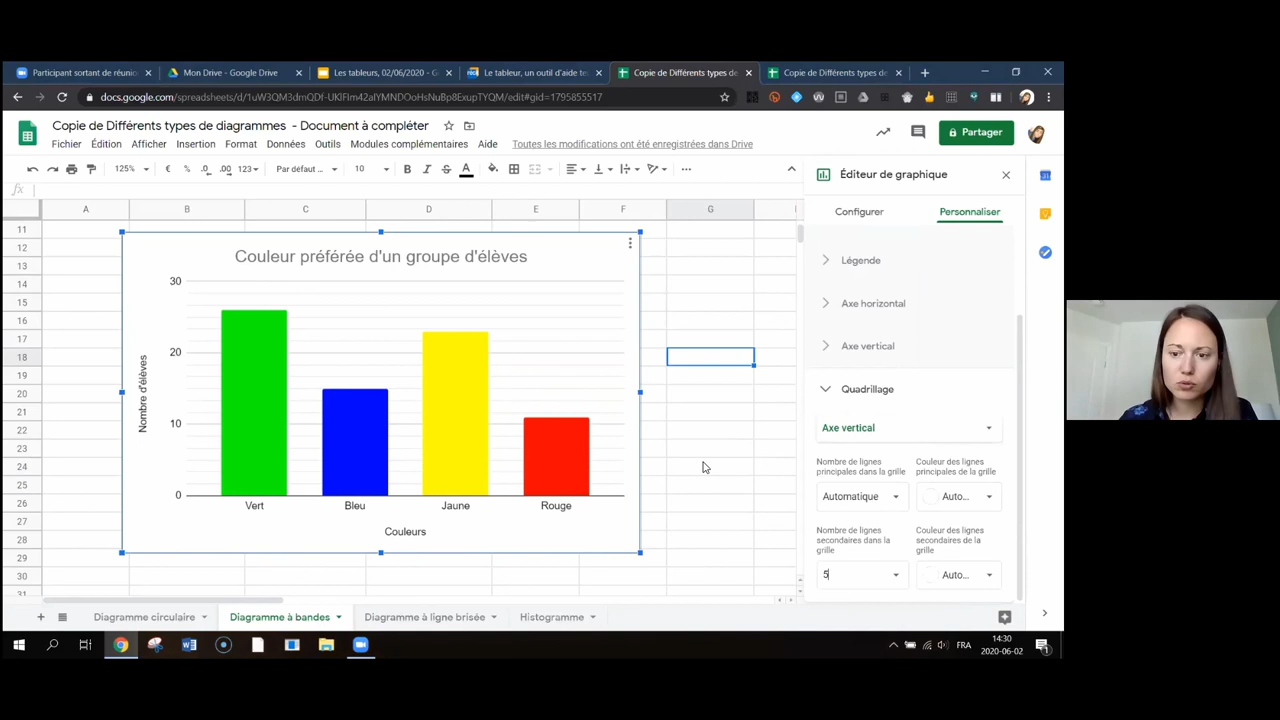 Participant sortant de réunio
Mon Drive - Google Drive
Les tableurs, 02/06/2020 - G
Le tableur, un outil d'aide te
Copie de Différents types de
Copie de Différents types de
docs.google.com/spreadsheets/d/1uW3QM3dmQDf-UKlFIm42aIYMNDOoHsNuBp8ExupTYQM/edit#gid=1795855517
Copie de Différents types de diagrammes - Document à compléter
Partager
Fichier Édition Afficher Insertion Format Données Outils Modules complémentaires Aide Toutes les modifications ont été enregistrées dans Drive
125% € % .0 .00 123 Par défaut ... 10 B I S A
fx
Éditeur de graphique
Configurer Personnaliser
A B C D E F G
11
12
13
14
15
16
17
18
19
20
21
22
23
24
25
26
27
28
29
30
31
Couleur préférée d'un groupe d'élèves
30
20
10
0
Nombre d'élèves
Vert Bleu Jaune Rouge
Couleurs
Légende
Axe horizontal
Axe vertical
Quadrillage
Axe vertical
Nombre de lignes
principales dans la grille
Couleur des lignes
principales de la grille
Automatique
Auto...
Nombre de lignes
secondaires dans la
grille
Couleur des lignes
secondaires de la
grille
5
Auto...
Diagramme circulaire Diagramme à bandes Diagramme à ligne brisée Histogramme
FRA
14:30
2020-06-02